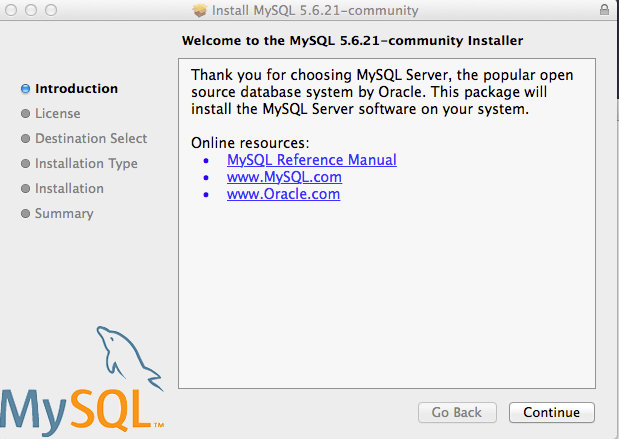 Install MySQL 5.6.21-community
Welcome to the MySQL 5.6.21-community Installer
Introduction
License
Destination Select
Installation Type
Installation
Summary
Thank you for choosing MySQL Server, the popular open
source database system by Oracle. This package will
install the MySQL Server software on your system.
Online resources:
• MySQL Reference Manual
• www.MySQL.com
• www.Oracle.com
MySQL™
Go Back
Continue